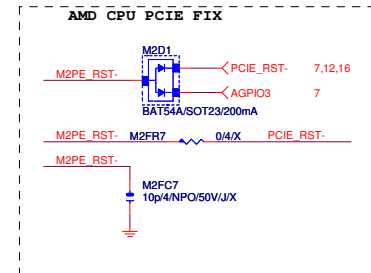 AMD CPU PCIE FIX
M2D1
M2PE_RST-
PCIE_RST- 7,12,16
AGPIO3 7
BAT54A/SOT23/200mA
M2PE_RST- M2FR7 0/4/X PCIE_RST-
M2PE_RST-
M2FC7
10p/4/NPO/50V/J/X